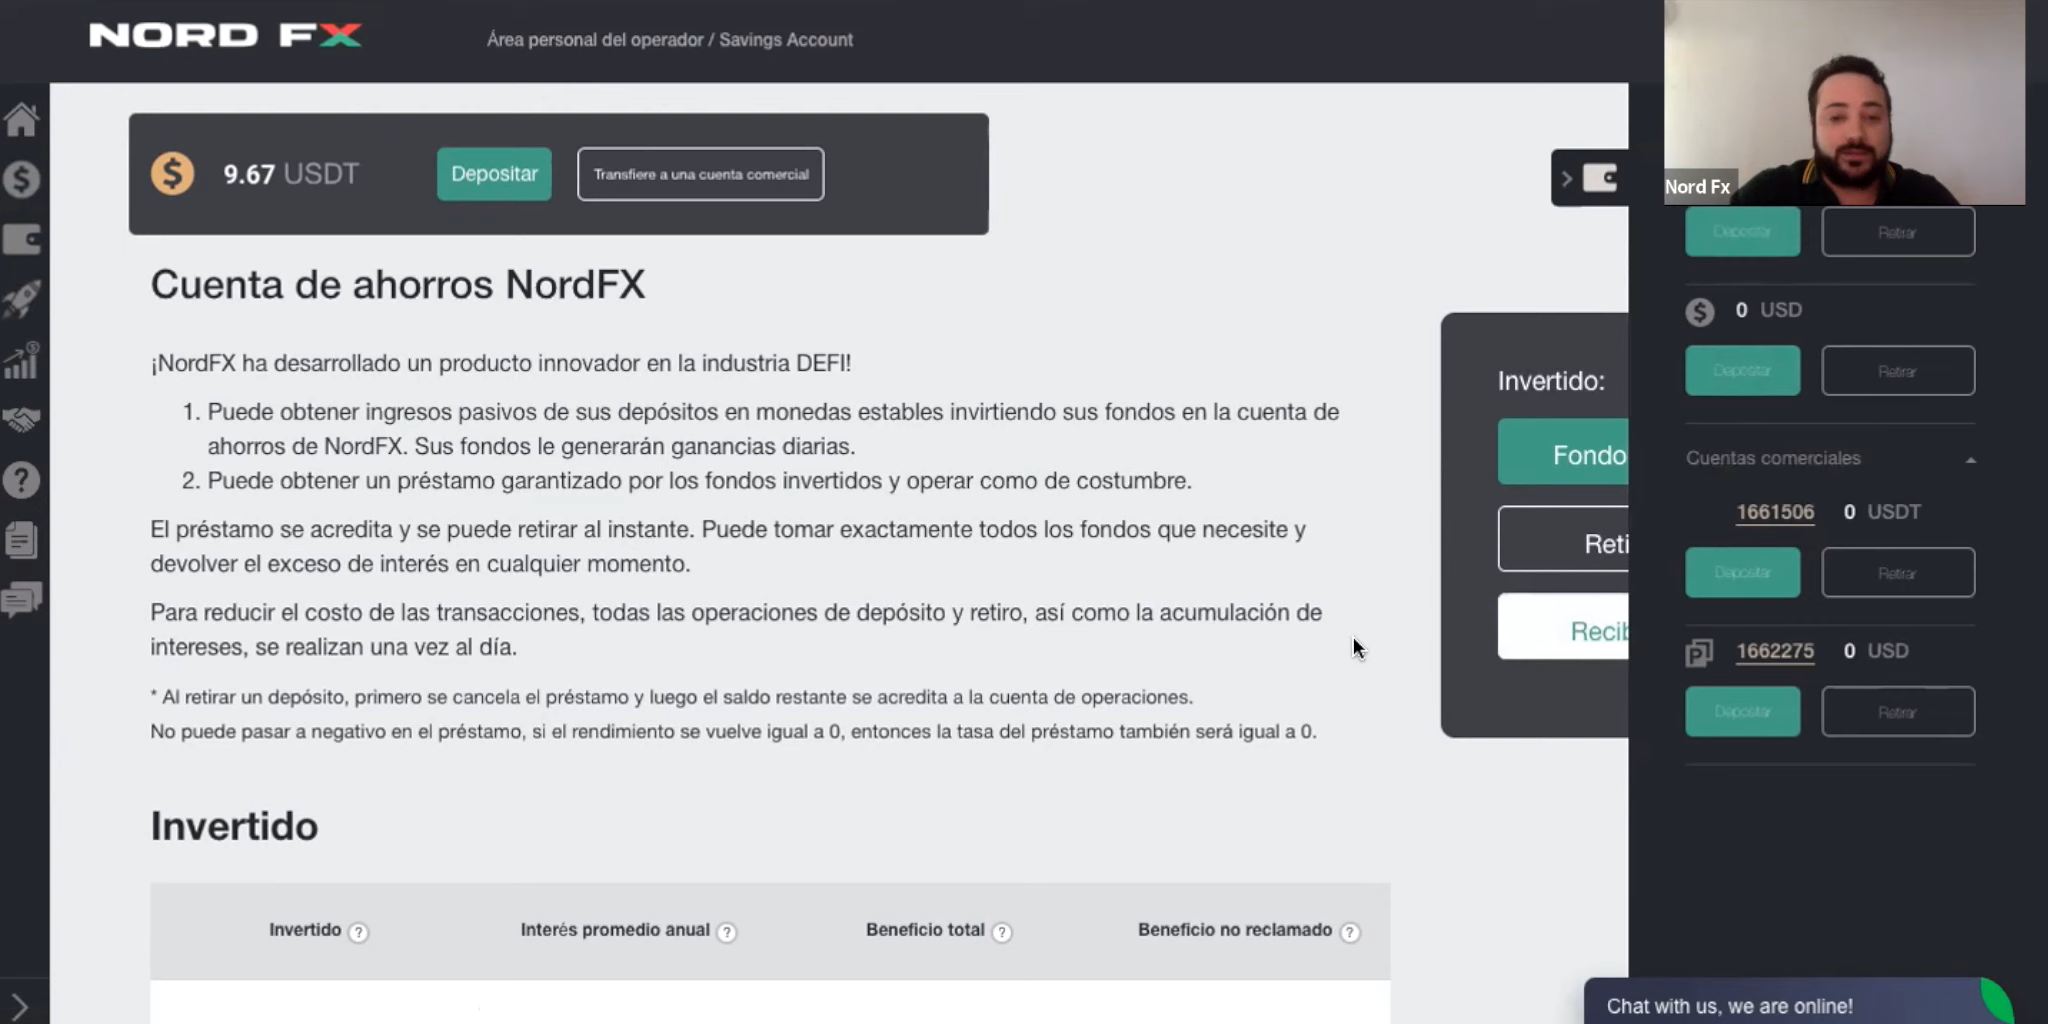 NORD FX
Área personal del operador / Savings Account
Nord Fx
9.67 USDT
Depositar
Transfiere a una cuenta comercial
Cuenta de ahorros NordFX
¡NordFX ha desarrollado un producto innovador en la industria DEFI!
1. Puede obtener ingresos pasivos de sus depósitos en monedas estables invirtiendo sus fondos en la cuenta de
ahorros de NordFX. Sus fondos le generarán ganancias diarias.
2. Puede obtener un préstamo garantizado por los fondos invertidos y operar como de costumbre.
El préstamo se acredita y se puede retirar al instante. Puede tomar exactamente todos los fondos que necesite y
devolver el exceso de interés en cualquier momento.
Para reducir el costo de las transacciones, todas las operaciones de depósito y retiro, así como la acumulación de
intereses, se realizan una vez al día.
* Al retirar un depósito, primero se cancela el préstamo y luego el saldo restante se acredita a la cuenta de operaciones.
No puede pasar a negativo en el préstamo, si el rendimiento se vuelve igual a 0, entonces la tasa del préstamo también será igual a 0.
Invertido
Invertido ?
Interés promedio anual ?
Beneficio total ?
Beneficio no reclamado ?
Invertido:
Fondo
Reti
Recib
Depositar
Retirar
0 USD
Depositar
Retirar
Cuentas comerciales
1661506 0 USDT
Depositar
Retirar
1662275 0 USD
Depositar
Retirar
Chat with us, we are online!